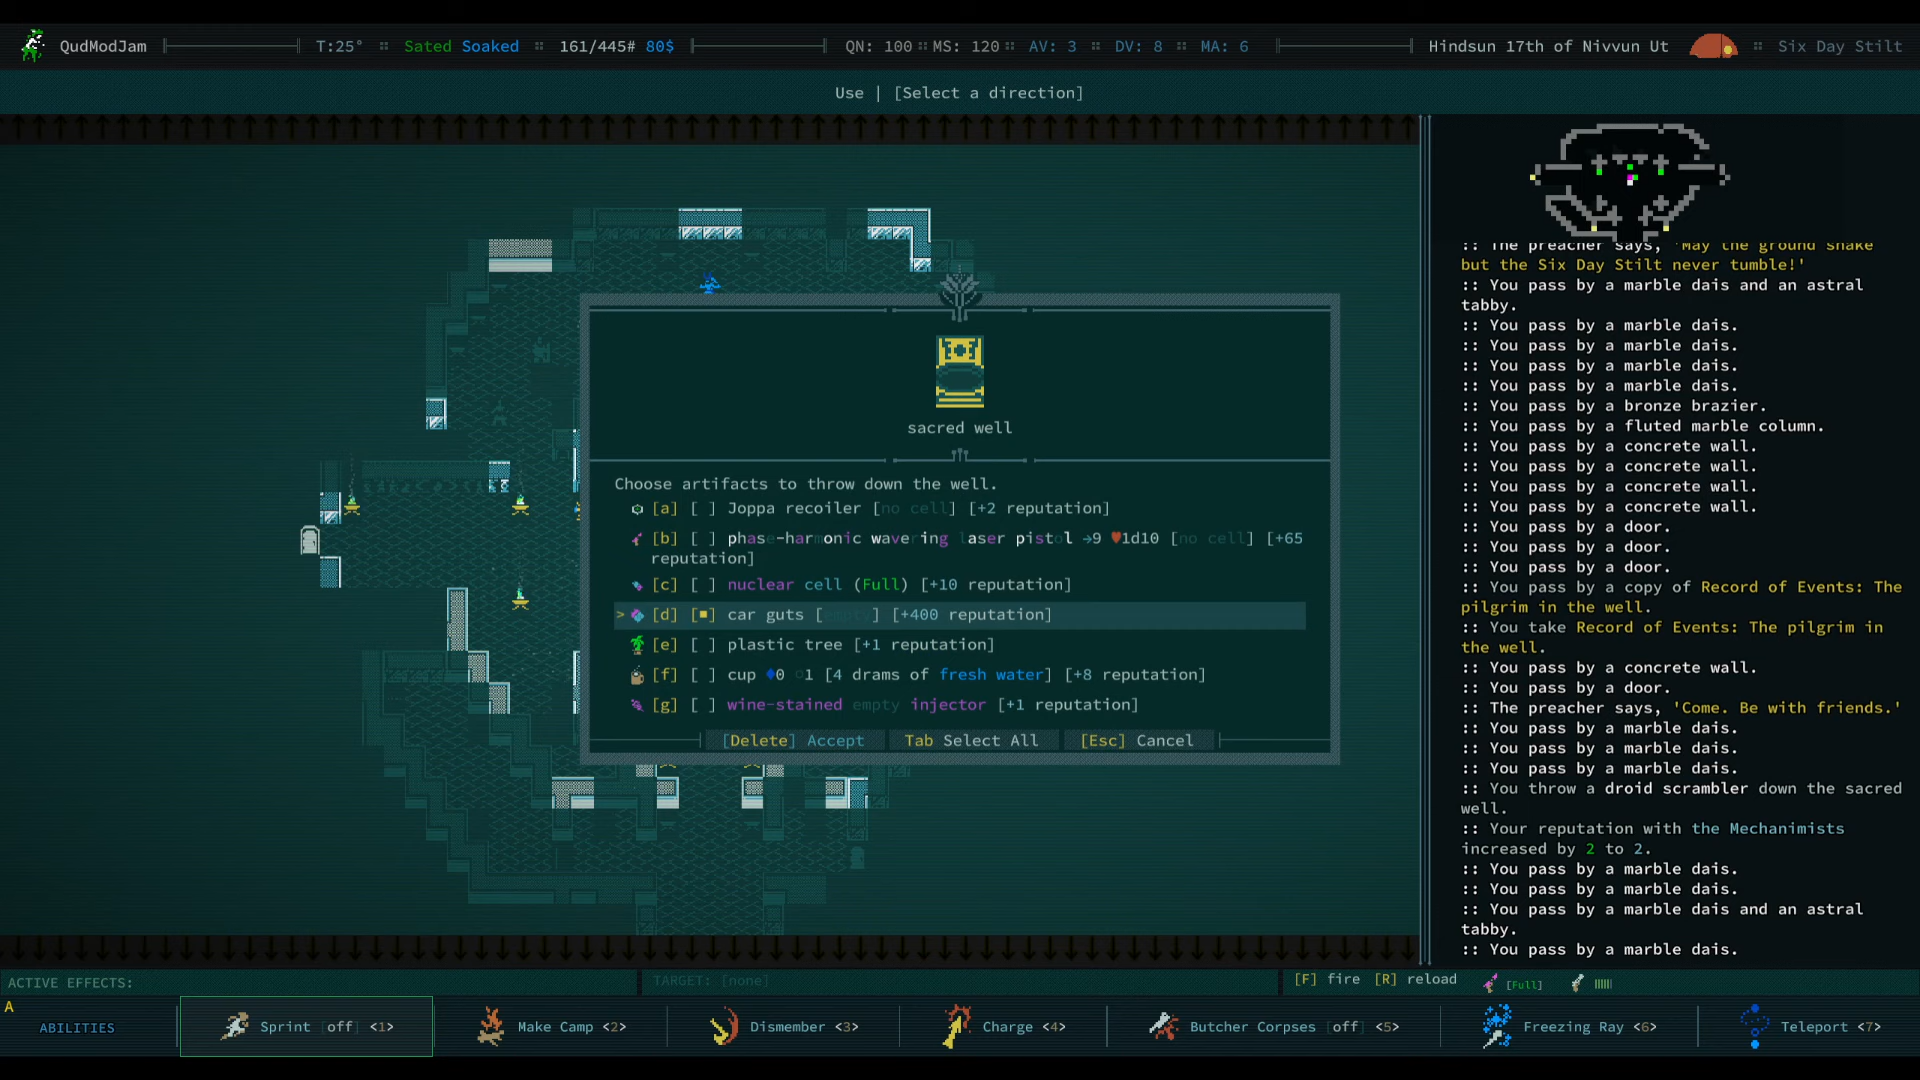 QudModJam T:25° Sated Soaked 161/445# 80$ QN: 100 MS: 120 AV: 3 DV: 8 MA: 6 Hindsun 17th of Nivvun Ut Six Day Stilt
Use | [Select a direction]
sacred well
Choose artifacts to throw down the well.
[a] [ ] Joppa recoiler [no cell] [+2 reputation]
[b] [ ] phase-harmonic wavering laser pistol →9 ♥1d10 [no cell] [+65
reputation]
[c] [ ] nuclear cell (Full) [+10 reputation]
> [d] [■] car guts [empty] [+400 reputation]
[e] [ ] plastic tree [+1 reputation]
[f] [ ] cup ♦0 ○1 [4 drams of fresh water] [+8 reputation]
[g] [ ] wine-stained empty injector [+1 reputation]
[Delete] Accept Tab Select All [Esc] Cancel
:: The preacher says, 'May the ground shake
but the Six Day Stilt never tumble!'
:: You pass by a marble dais and an astral
tabby.
:: You pass by a marble dais.
:: You pass by a marble dais.
:: You pass by a marble dais.
:: You pass by a marble dais.
:: You pass by a bronze brazier.
:: You pass by a fluted marble column.
:: You pass by a concrete wall.
:: You pass by a concrete wall.
:: You pass by a concrete wall.
:: You pass by a concrete wall.
:: You pass by a door.
:: You pass by a door.
:: You pass by a door.
:: You pass by a copy of Record of Events: The
pilgrim in the well.
:: You take Record of Events: The pilgrim in
the well.
:: You pass by a concrete wall.
:: You pass by a door.
:: The preacher says, 'Come. Be with friends.'
:: You pass by a marble dais.
:: You pass by a marble dais.
:: You pass by a marble dais.
:: You throw a droid scrambler down the sacred
well.
:: Your reputation with the Mechanimists
increased by 2 to 2.
:: You pass by a marble dais.
:: You pass by a marble dais.
:: You pass by a marble dais and an astral
tabby.
:: You pass by a marble dais.
ACTIVE EFFECTS: TARGET: [none] [F] fire [R] reload [Full]
A
ABILITIES Sprint [off] <1> Make Camp <2> Dismember <3> Charge <4> Butcher Corpses [off] <5> Freezing Ray <6> Teleport <7>